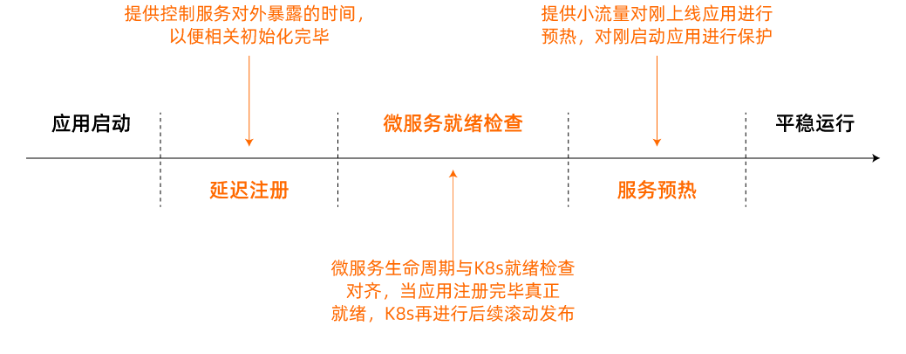 提供控制服务对外暴露的时间，
以便相关初始化完毕
提供小流量对刚上线应用进行
预热，对刚启动应用进行保护
应用启动
微服务就绪检查
平稳运行
延迟注册
服务预热
微服务生命周期与K8s就绪检查
对齐，当应用注册完毕真正
就绪，K8s再进行后续滚动发布